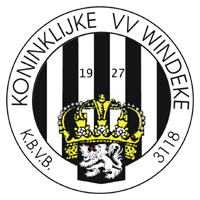 KONINKLIJKE VV WINDEKE
19 27
K.B.V.B.
3118